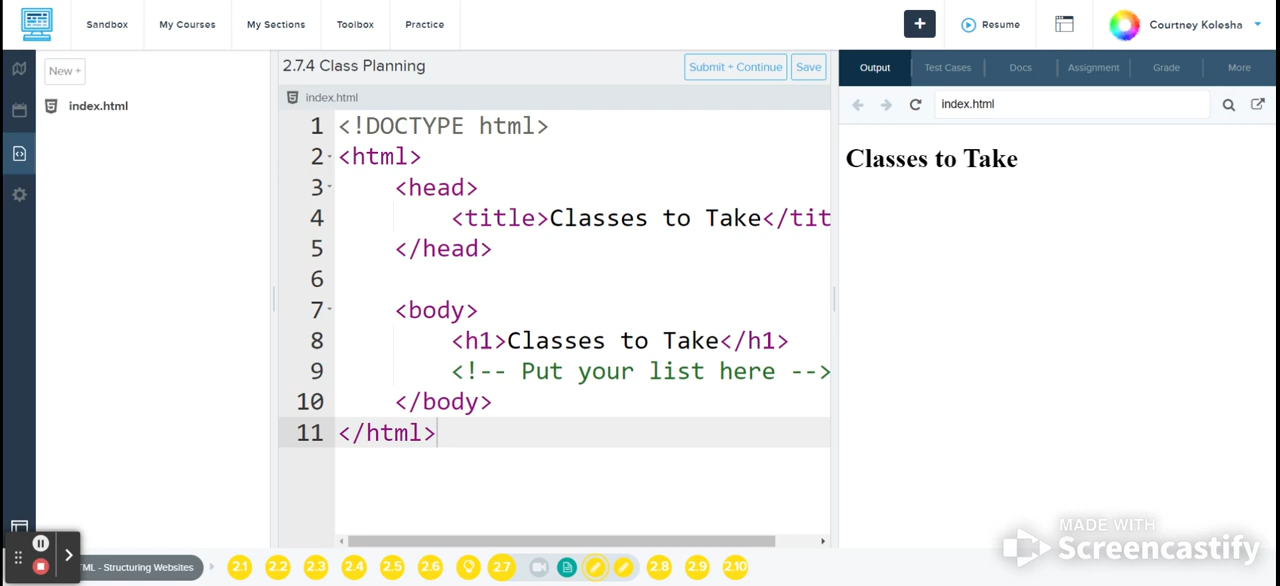 Sandbox
My Courses
My Sections
Toolbox
Practice
+
Resume
Courtney Kolesha
New +
index.html
2.7.4 Class Planning
Submit + Continue
Save
index.html
1 <!DOCTYPE html>
2 <html>
3 <head>
4 <title>Classes to Take</tit
5 </head>
6
7 <body>
8 <h1>Classes to Take</h1>
9 <!-- Put your list here -->
10 </body>
11 </html>
Output
Test Cases
Docs
Assignment
Grade
More
index.html
Classes to Take
MADE WITH
Screencastify
ML - Structuring Websites
2.1
2.2
2.3
2.4
2.5
2.6
2.7
2.8
2.9
2.10